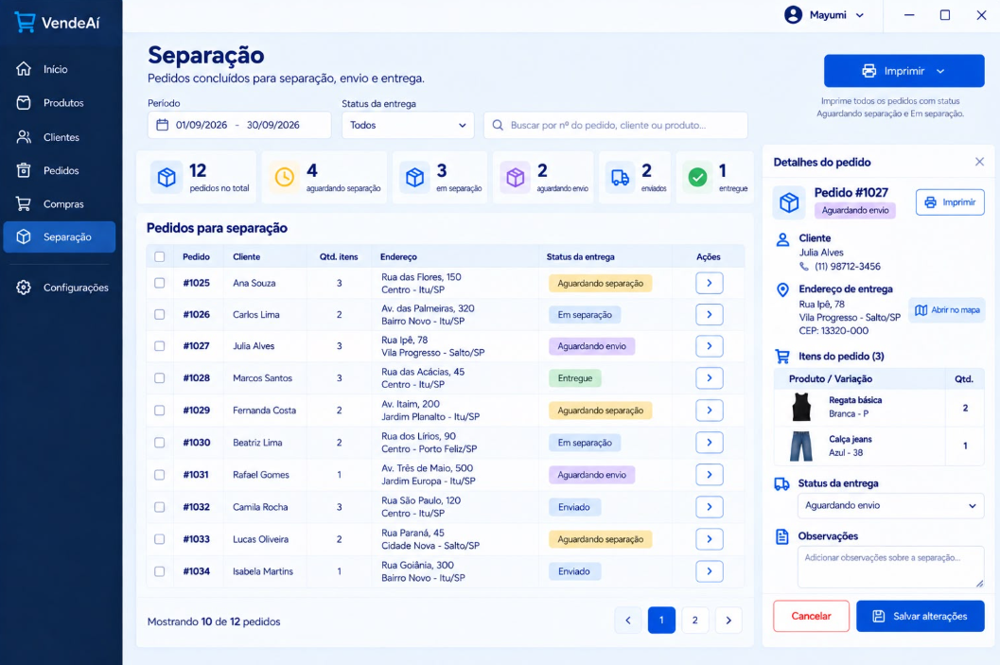 VendeAí
Mayumi
Início
Produtos
Clientes
Pedidos
Compras
Separação
Configurações
Separação
Pedidos concluídos para separação, envio e entrega.
Imprimir
Imprime todos os pedidos com status
Aguardando separação e Em separação.
Período
01/09/2026 - 30/09/2026
Status da entrega
Todos
Buscar por nº do pedido, cliente ou produto...
12
pedidos no total
4
aguardando separação
3
em separação
2
aguardando envio
2
enviados
1
entregue
Pedidos para separação
Pedido Cliente Qtd. itens Endereço Status da entrega Ações
#1025 Ana Souza 3 Rua das Flores, 150 Aguardando separação
Centro - Itu/SP
#1026 Carlos Lima 2 Av. das Palmeiras, 320 Em separação
Bairro Novo - Itu/SP
#1027 Julia Alves 3 Rua Ipê, 78 Aguardando envio
Vila Progresso - Salto/SP
#1028 Marcos Santos 3 Rua das Acácias, 45 Entregue
Centro - Itu/SP
#1029 Fernanda Costa 2 Av. Itaim, 200 Aguardando separação
Jardim Planalto - Itu/SP
#1030 Beatriz Lima 2 Rua dos Lírios, 90 Em separação
Centro - Porto Feliz/SP
#1031 Rafael Gomes 1 Av. Três de Maio, 500 Aguardando envio
Jardim Europa - Itu/SP
#1032 Camila Rocha 3 Rua São Paulo, 120 Enviado
Centro - Itu/SP
#1033 Lucas Oliveira 2 Rua Paraná, 45 Aguardando separação
Cidade Nova - Salto/SP
#1034 Isabela Martins 1 Rua Goiânia, 300 Enviado
Bairro Novo - Itu/SP
Mostrando 10 de 12 pedidos
1 2
Detalhes do pedido
Pedido #1027
Aguardando envio
Imprimir
Cliente
Julia Alves
(11) 98712-3456
Endereço de entrega
Rua Ipê, 78
Vila Progresso - Salto/SP
CEP: 13320-000
Abrir no mapa
Itens do pedido (3)
Produto / Variação Qtd.
Regata básica
Branca - P
2
Calça jeans
Azul - 38
1
Status da entrega
Aguardando envio
Observações
Adicionar observações sobre a separação...
Cancelar
Salvar alterações